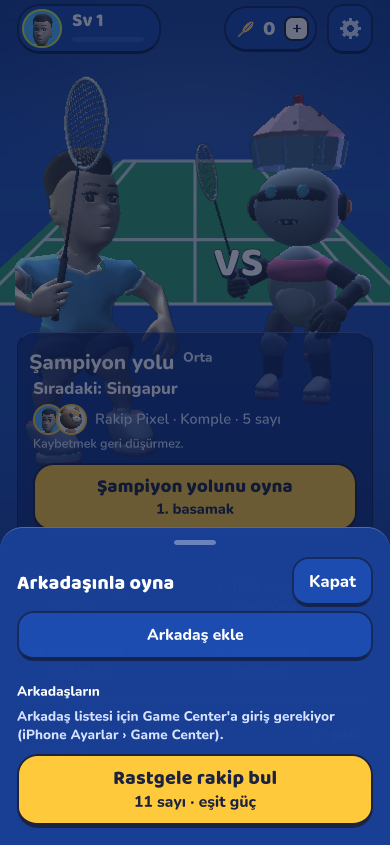 Sv 1
0
+
VS
Şampiyon yolu Orta
Sıradaki: Singapur
Rakip Pixel · Komple · 5 sayı
Kaybetmek geri düşürmez.
Şampiyon yolunu oyna
1. basamak
Arkadaşınla oyna
Kapat
Arkadaş ekle
Arkadaşların
Arkadaş listesi için Game Center'a giriş gerekiyor
(iPhone Ayarlar › Game Center).
Rastgele rakip bul
11 sayı · eşit güç